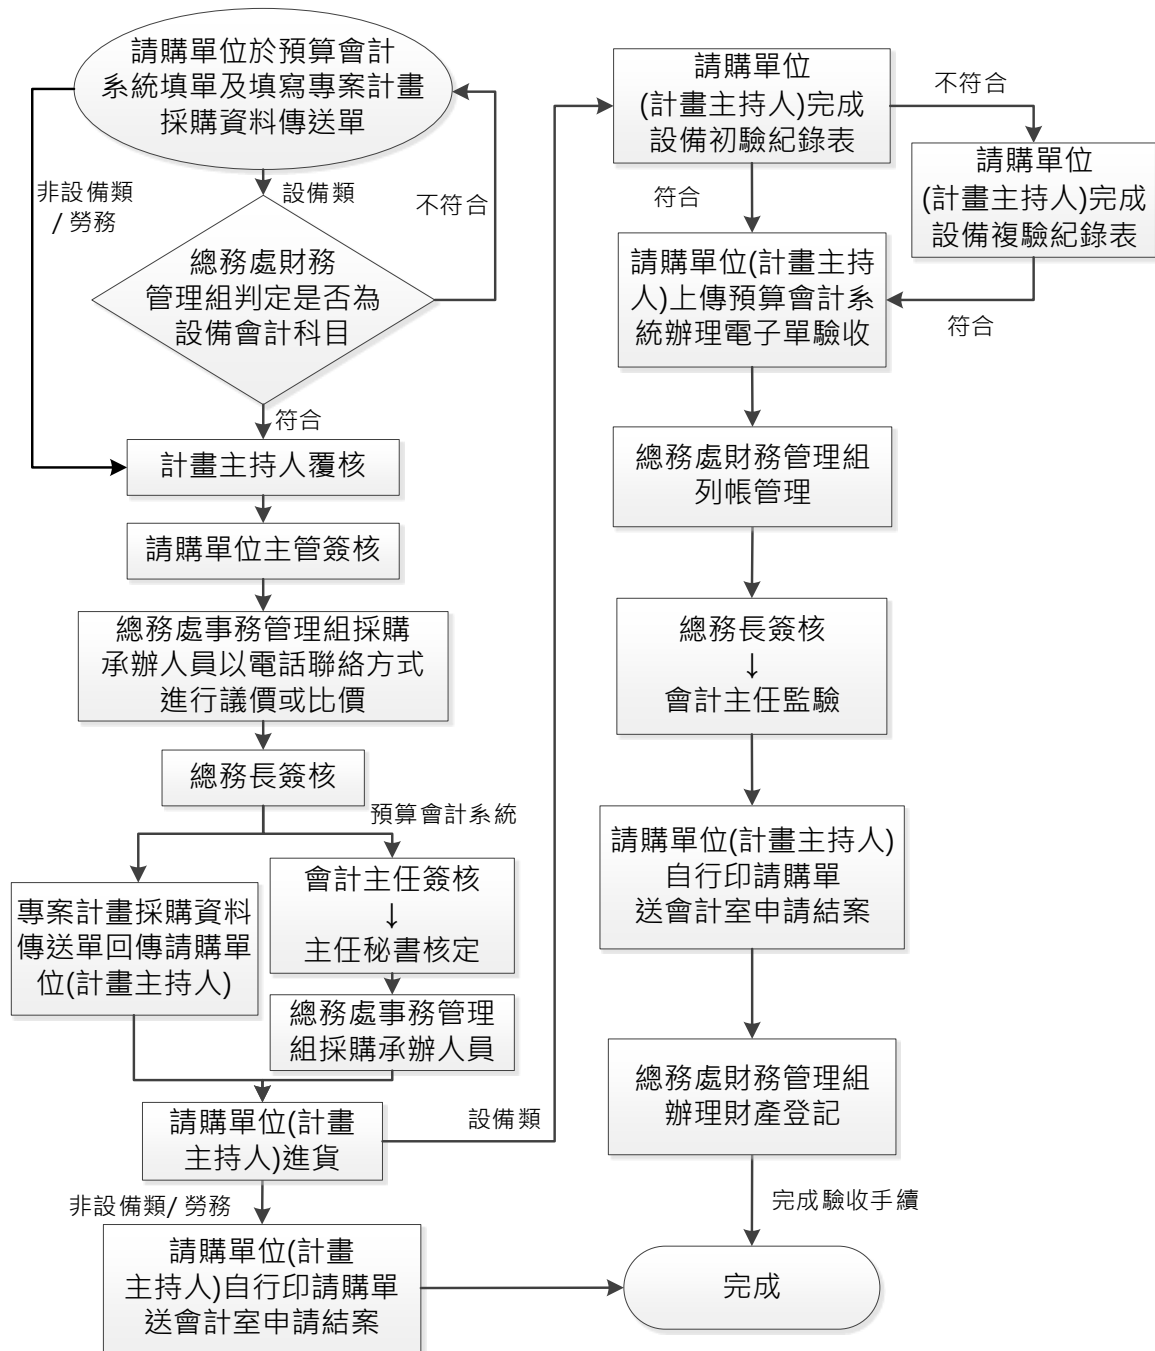 請購單位於預算會計
系統填單及填寫專案計畫
採購資料傳送單
非設備類
/ 勞務
設備類
不符合
總務處財務
管理組判定是否為
設備會計科目
符合
計畫主持人覆核
請購單位主管簽核
總務處事務管理組採購
承辦人員以電話聯絡方式
進行議價或比價
總務長簽核
預算會計系統
專案計畫採購資料
傳送單回傳請購單
位(計畫主持人)
會計主任簽核
↓
主任秘書核定
總務處事務管理
組採購承辦人員
請購單位(計畫
主持人)進貨
設備類
非設備類/ 勞務
請購單位(計畫
主持人)自行印請購單
送會計室申請結案
請購單位
(計畫主持人)完成
設備初驗紀錄表
不符合
請購單位
(計畫主持人)完成
設備複驗紀錄表
符合
符合
請購單位(計畫主持
人)上傳預算會計系
統辦理電子單驗收
總務處財務管理組
列帳管理
總務長簽核
↓
會計主任監驗
請購單位(計畫主持人)
自行印請購單
送會計室申請結案
總務處財務管理組
辦理財產登記
完成驗收手續
完成